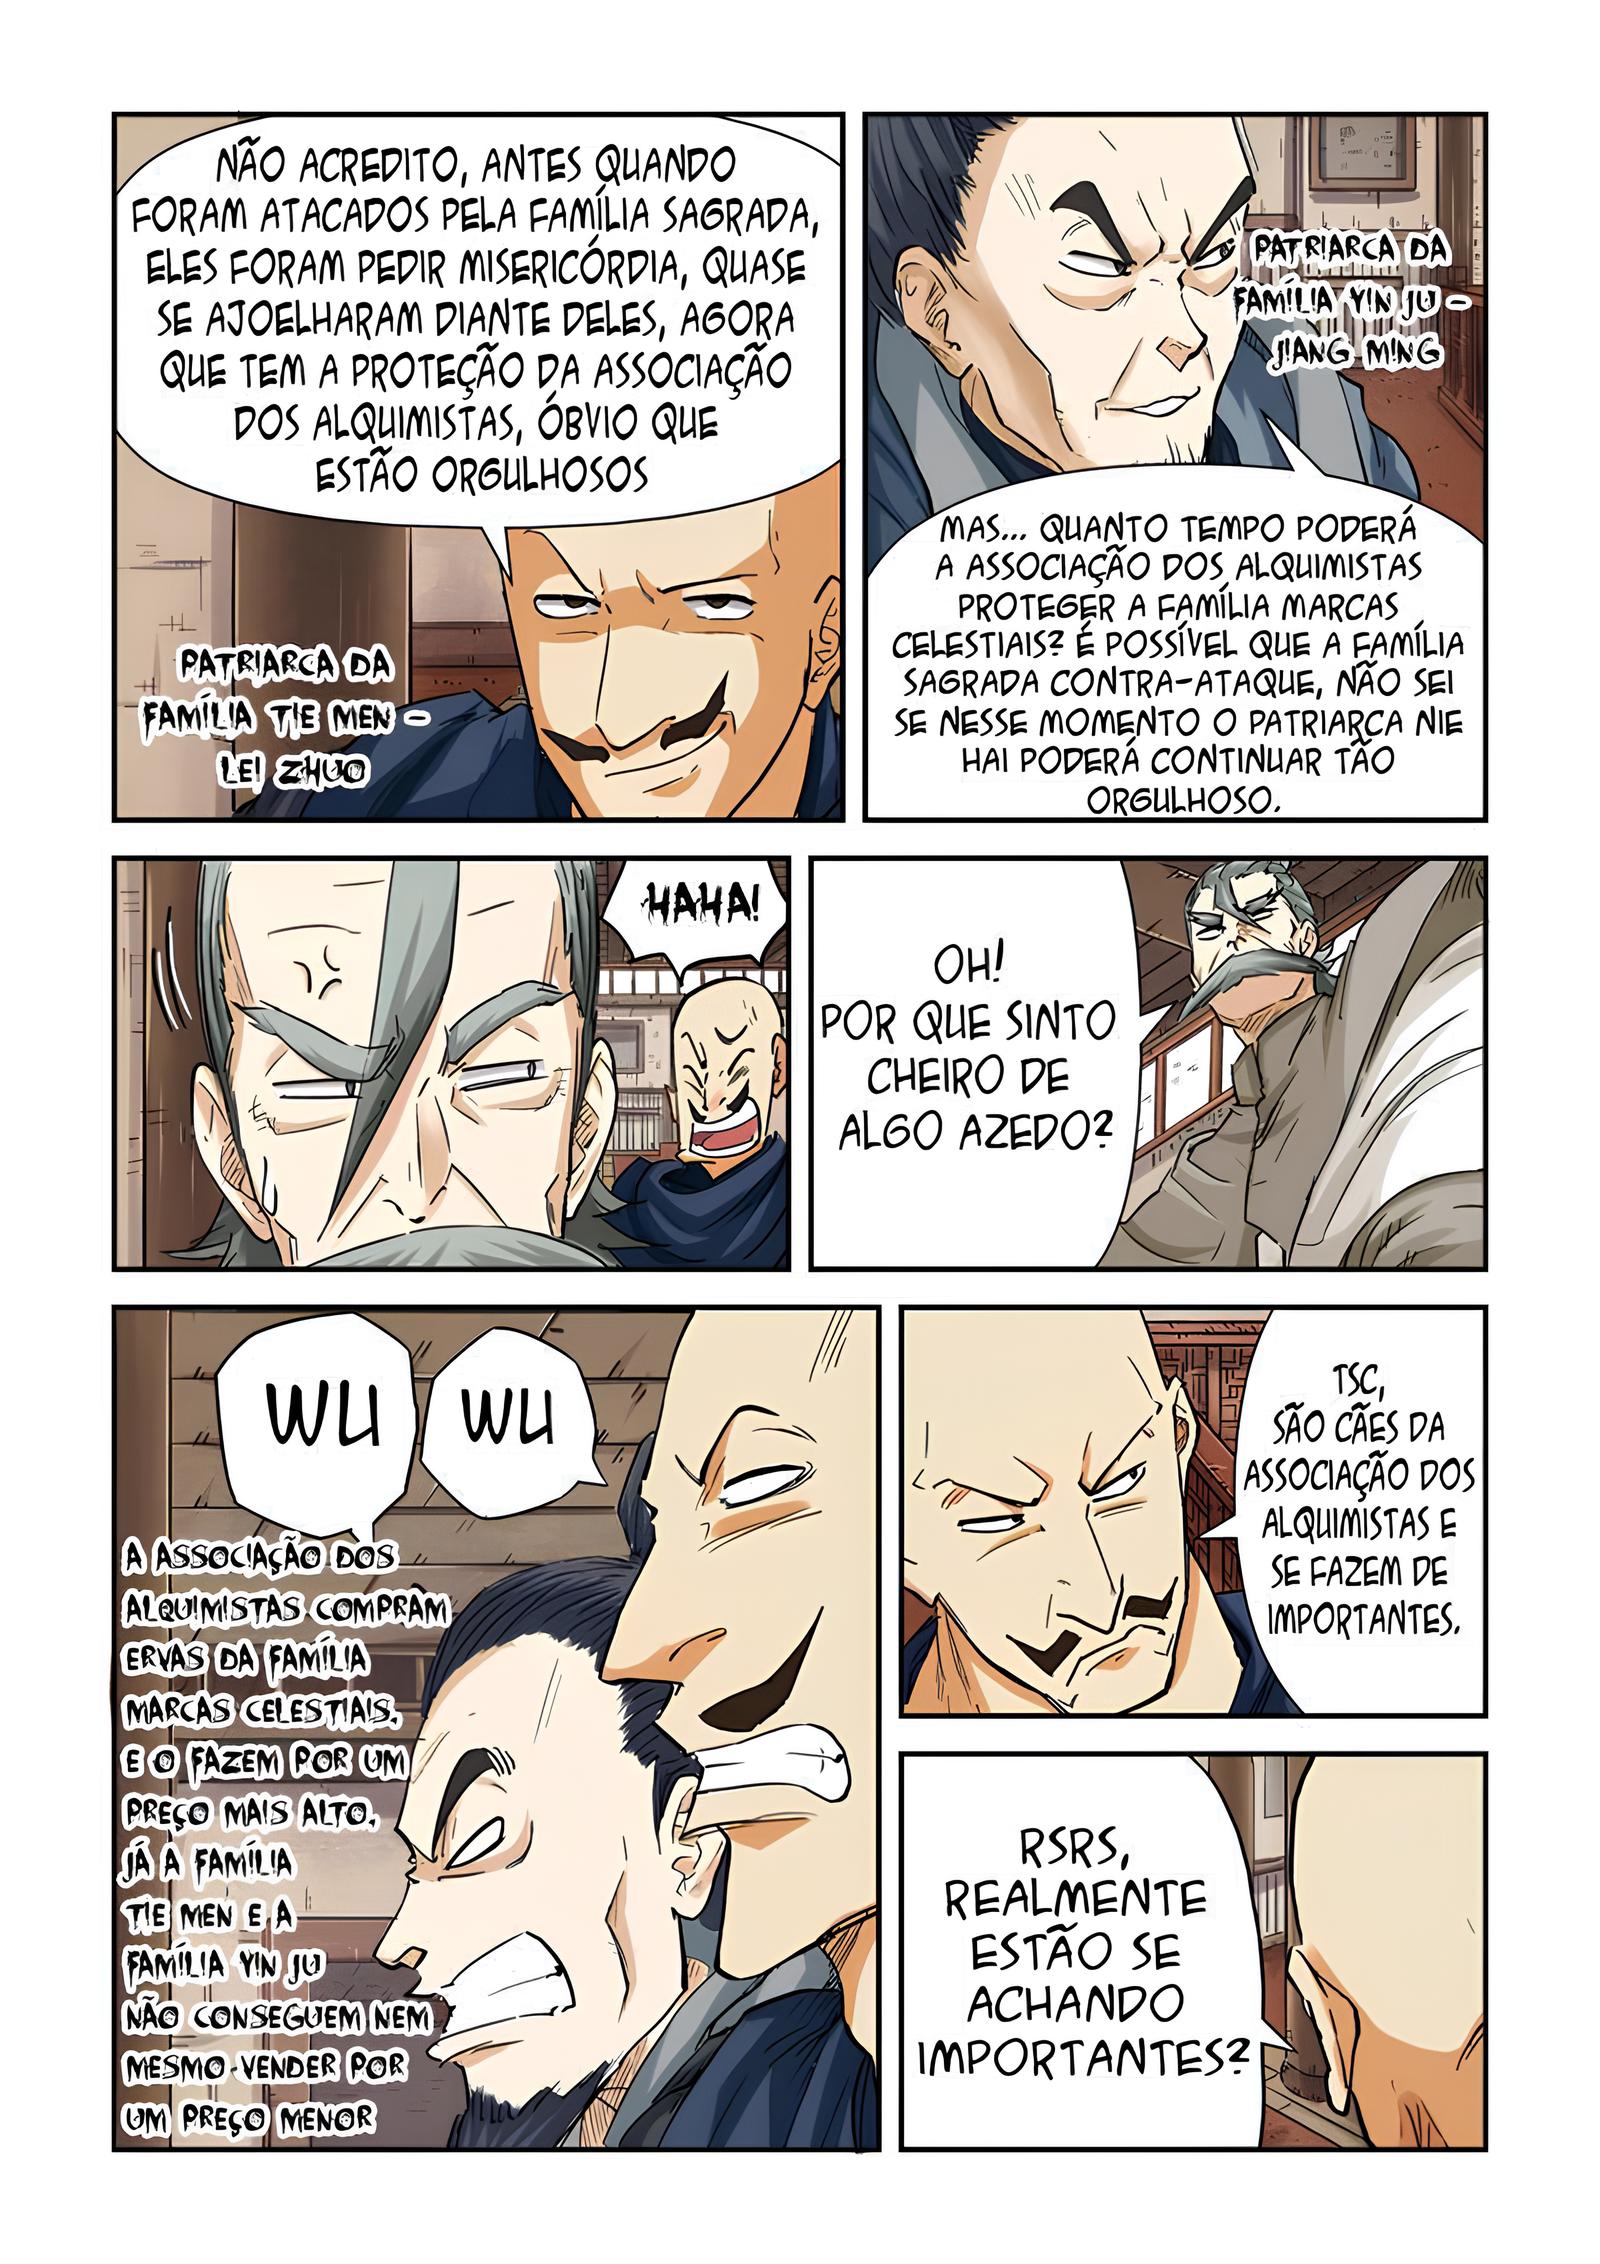 NÃO ACREDITO, ANTES QUANDO
FORAM ATACADOS PELA FAMÍLIA SAGRADA,
ELES FORAM PEDIR MISERICÓRDIA, QUASE
SE AJOELHARAM DIANTE DELES, AGORA
QUE TEM A PROTEÇÃO DA ASSOCIAÇÃO
DOS ALQUIMISTAS, ÓBVIO QUE
ESTÃO ORGULHOSOS
PATRIARCA DA
FAMÍLIA TIE MEN -
LEI ZHUO
PATRIARCA DA
FAMÍLIA YIN JU -
JIANG MING
MAS... QUANTO TEMPO PODERÁ
A ASSOCIAÇÃO DOS ALQUIMISTAS
PROTEGER A FAMÍLIA MARCAS
CELESTIAIS? É POSSÍVEL QUE A FAMÍLIA
SAGRADA CONTRA-ATAQUE, NÃO SEI
SE NESSE MOMENTO O PATRIARCA NIE
HAI PODERÁ CONTINUAR TÃO
ORGULHOSO.
HAHA!
OH!
POR QUE SINTO
CHEIRO DE
ALGO AZEDO?
WU
WU
A ASSOCIAÇÃO DOS
ALQUIMISTAS COMPRAM
ERVAS DA FAMÍLIA
MARCAS CELESTIAIS,
E O FAZEM POR UM
PREÇO MAIS ALTO,
JÁ A FAMÍLIA
TIE MEN E A
FAMÍLIA YIN JU
NÃO CONSEGUEM NEM
MESMO VENDER POR
UM PREÇO MENOR
TSC,
SÃO CÃES DA
ASSOCIAÇÃO DOS
ALQUIMISTAS E
SE FAZEM DE
IMPORTANTES.
RSRS,
REALMENTE
ESTÃO SE
ACHANDO
IMPORTANTES?